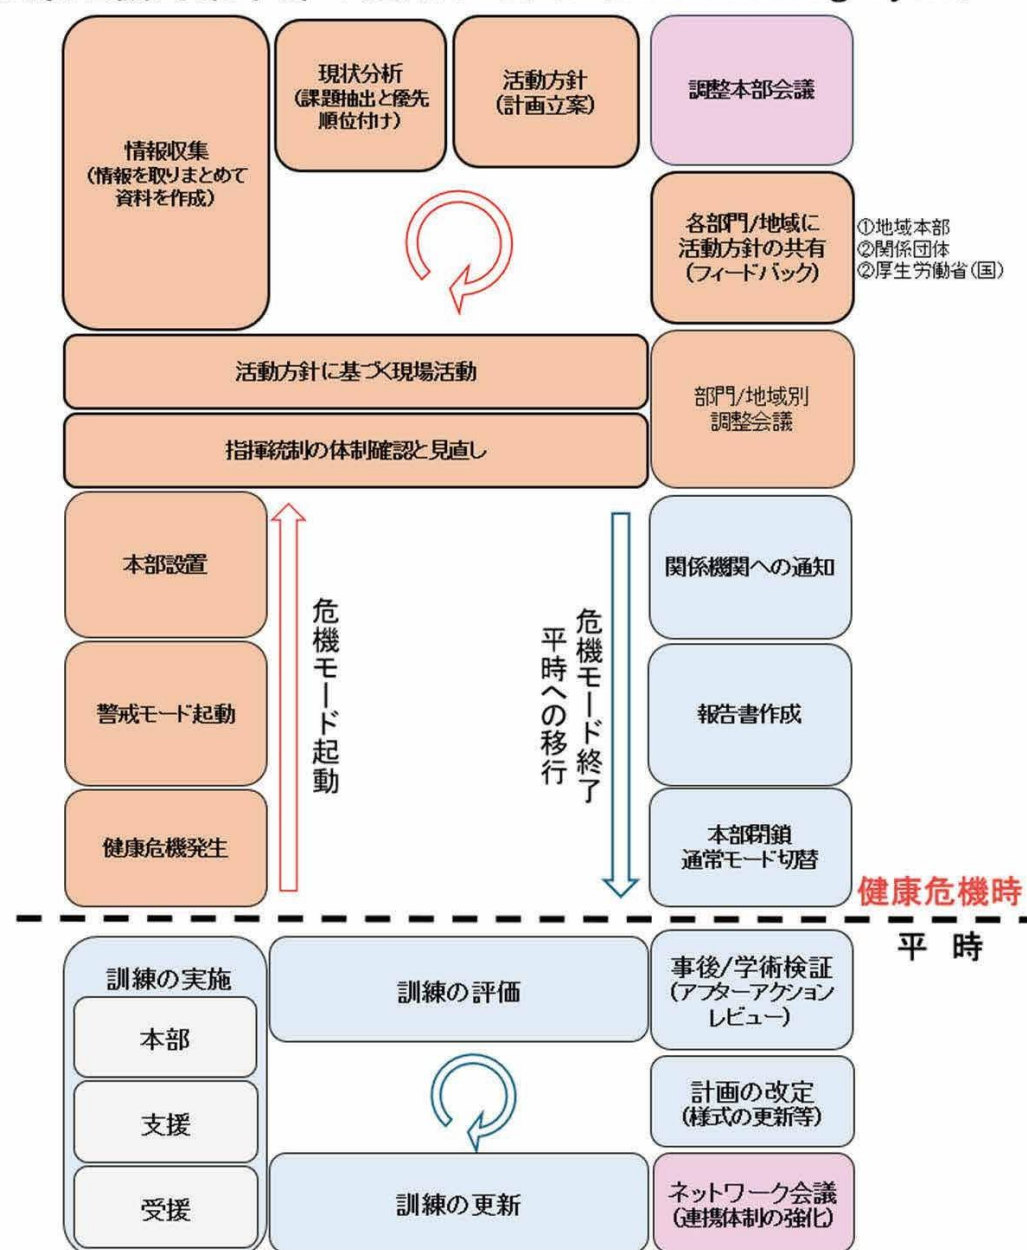 情報収集
(情報を取りまとめて
資料を作成)
現状分析
(課題抽出と優先
順位付け)
活動方針
(計画立案)
調整本部会議
各部門/地域に
活動方針の共有
(フィードバック)
①地域本部
②関係団体
②厚生労働省(国)
活動方針に基づく現場活動
指揮統制の体制確認と見直し
部門/地域別
調整会議
本部設置
警戒モード起動
健康危機発生
危機モード起動
危機モード終了
平時への移行
関係機関への通知
報告書作成
本部閉鎖
通常モード切替
健康危機時
平 時
訓練の実施
本部
支援
受援
訓練の評価
訓練の更新
事後/学術検証
(アフターアクション
レビュー)
計画の改定
(様式の更新等)
ネットワーク会議
(連携体制の強化)